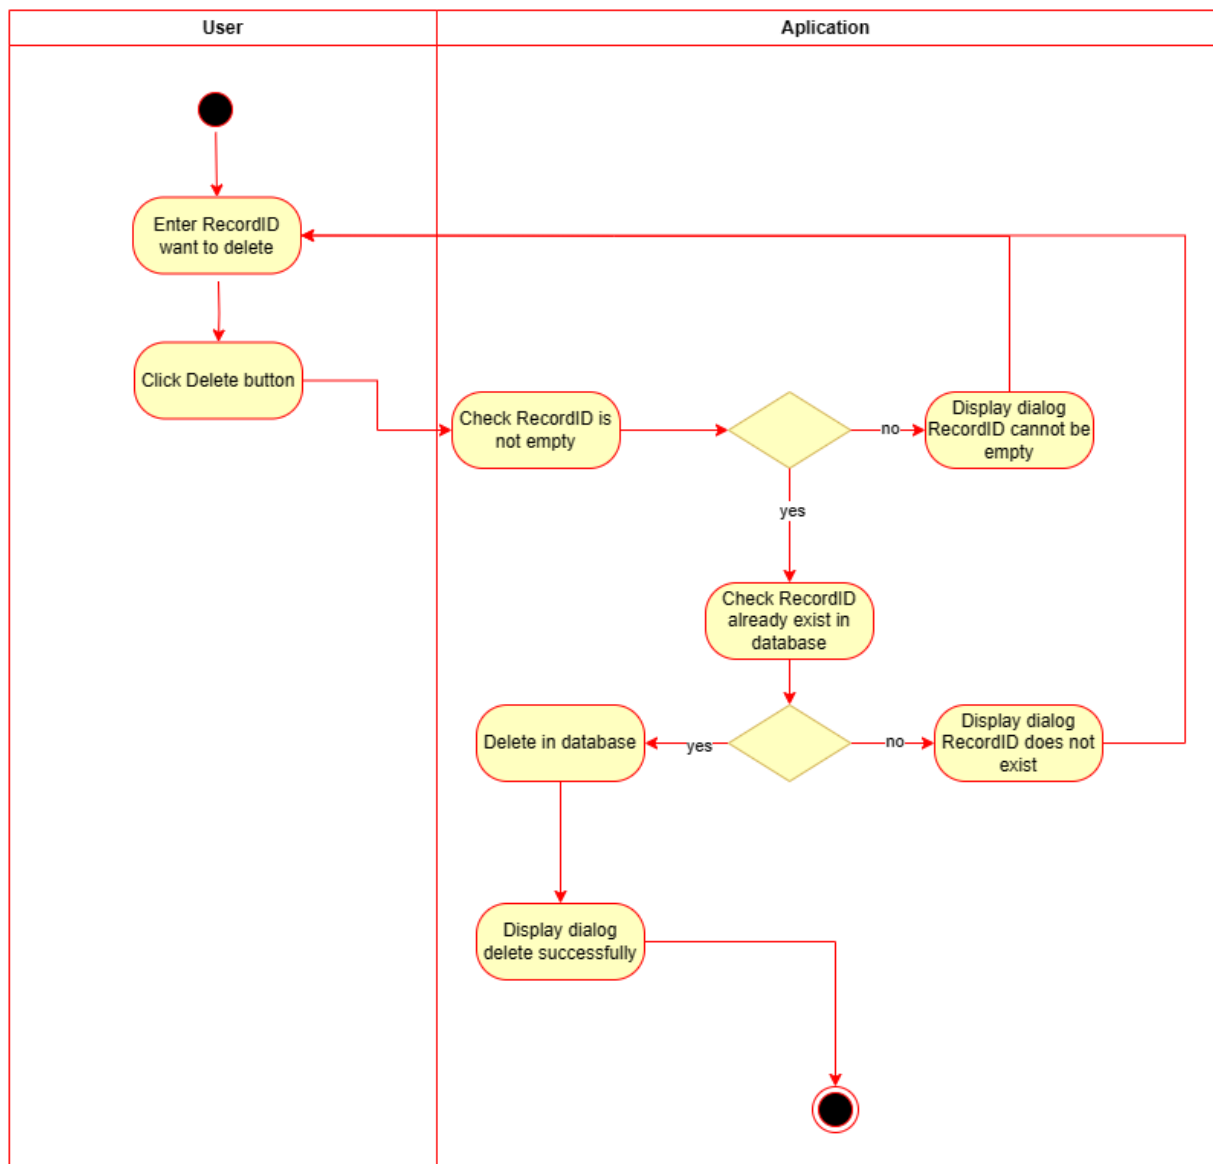 User
Aplication
Enter RecordID
want to delete
Click Delete button
Check RecordID is
not empty
no
Display dialog
RecordID cannot be
empty
yes
Check RecordID
already exist in
database
Delete in database
yes
no
Display dialog
RecordID does not
exist
Display dialog
delete successfully